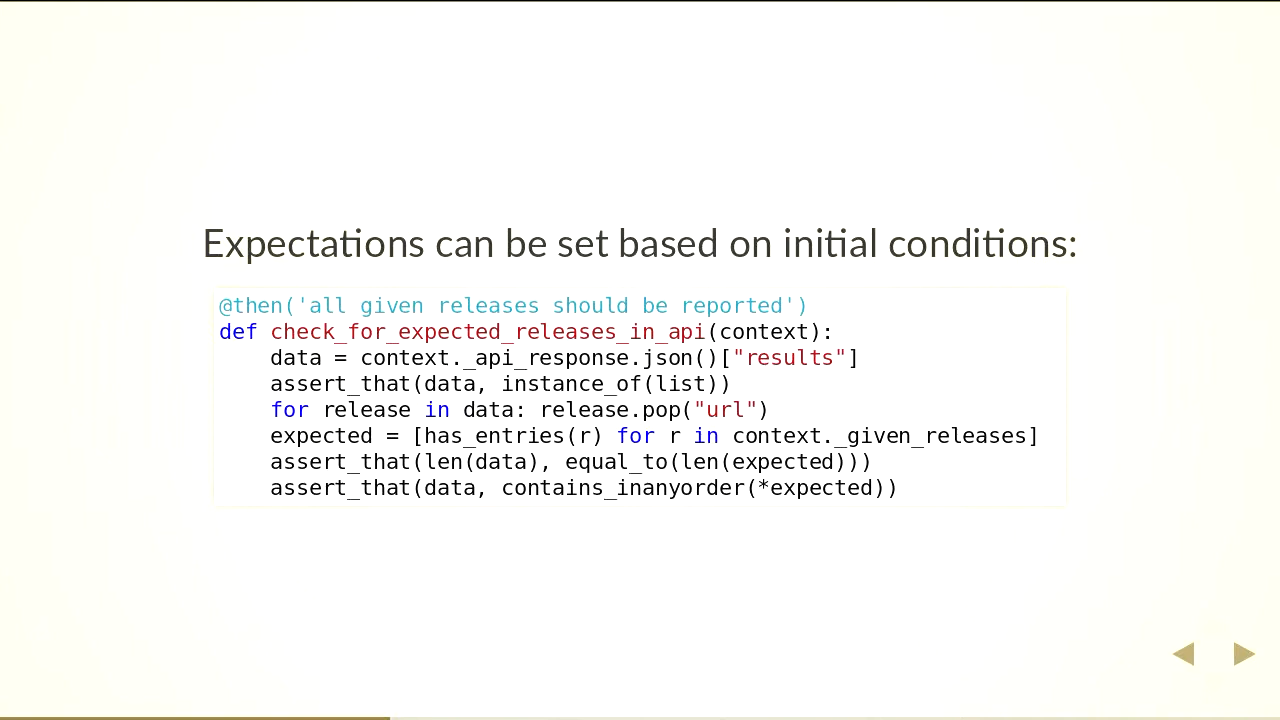 Expectations can be set based on initial conditions:
@then('all given releases should be reported')
def check_for_expected_releases_in_api(context):
    data = context._api_response.json()["results"]
    assert_that(data, instance_of(list))
    for release in data: release.pop("url")
    expected = [has_entries(r) for r in context._given_releases]
    assert_that(len(data), equal_to(len(expected)))
    assert_that(data, contains_inanyorder(*expected))